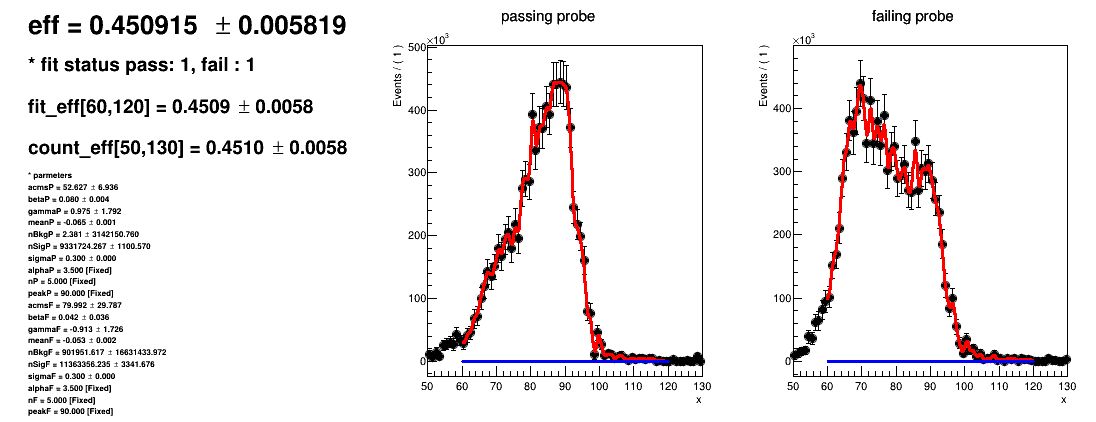 eff = 0.450915 ± 0.005819
* fit status pass: 1, fail : 1
fit_eff[60,120] = 0.4509 ± 0.0058
count_eff[50,130] = 0.4510 ± 0.0058
* parmeters
acmsP = 52.627 ± 6.936
betaP = 0.080 ± 0.004
gammaP = 0.975 ± 1.792
meanP = -0.065 ± 0.001
nBkgP = 2.381 ± 3142150.760
nSigP = 9331724.267 ± 1100.570
sigmaP = 0.300 ± 0.000
alphaP = 3.500 [Fixed]
nP = 5.000 [Fixed]
peakP = 90.000 [Fixed]
acmsF = 79.992 ± 29.787
betaF = 0.042 ± 0.036
gammaF = -0.913 ± 1.726
meanF = -0.053 ± 0.002
nBkgF = 901951.617 ± 16631433.972
nSigF = 11363356.235 ± 3341.676
sigmaF = 0.300 ± 0.000
alphaF = 3.500 [Fixed]
nF = 5.000 [Fixed]
peakF = 90.000 [Fixed]
passing probe
×10³
Events / ( 1 )
500
400
300
200
100
0
50 60 70 80 90 100 110 120 130
x
failing probe
×10³
Events / ( 1 )
400
300
200
100
0
50 60 70 80 90 100 110 120 130
x